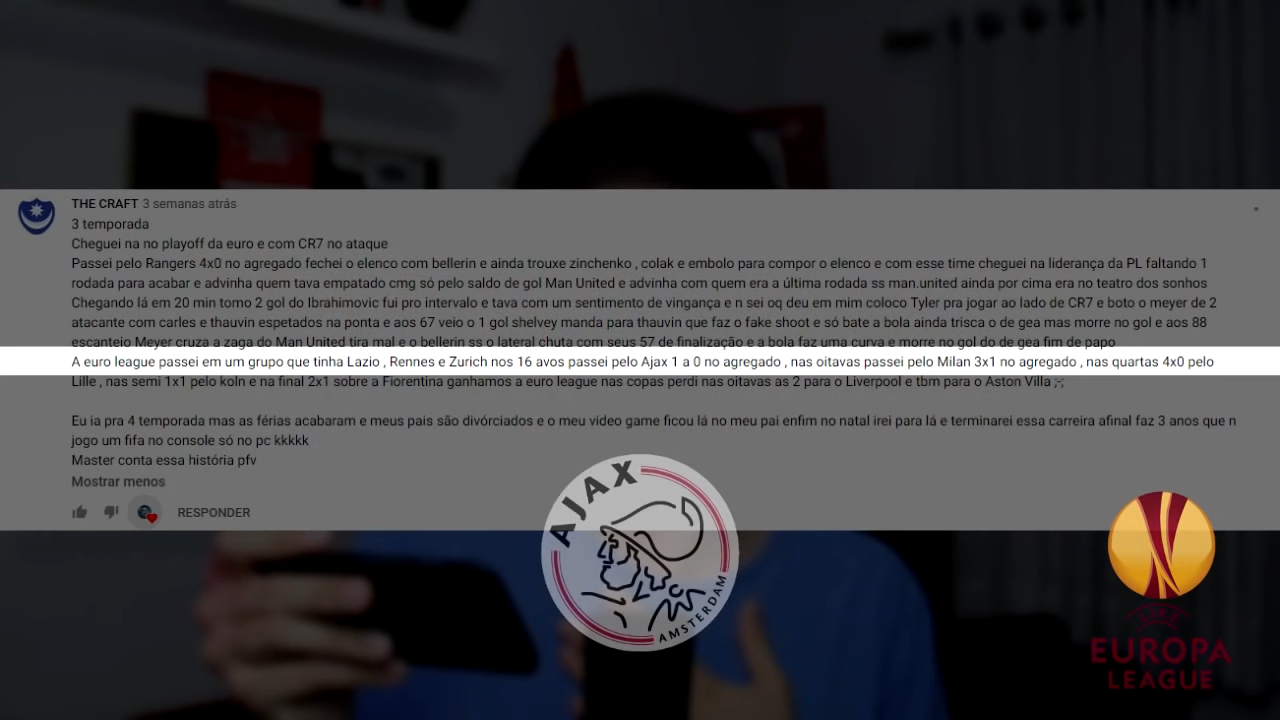 THE CRAFT 3 semanas atrás
3 temporada
Cheguei na no playoff da euro e com CR7 no ataque
Passei pelo Rangers 4x0 no agregado fechei o elenco com bellerin e ainda trouxe zinchenko , colak e embolo para compor o elenco e com esse time cheguei na liderança da PL faltando 1
rodada para acabar e advinha quem tava empatado cmg só pelo saldo de gol Man United e advinha com quem era a última rodada ss man.united ainda por cima era no teatro dos sonhos
Chegando lá em 20 min tomo 2 gol do Ibrahimovic fui pro intervalo e tava com um sentimento de vingança e n sei oq deu em mim coloco Tyler pra jogar ao lado de CR7 e boto o meyer de 2
atacante com carles e thauvin espetados na ponta e aos 67 veio o 1 gol shelvey manda para thauvin que faz o fake shoot e só bate a bola ainda trisca o de gea mas morre no gol e aos 88
escanteio Meyer cruza a zaga do Man United tira mal e o bellerin ss o lateral chuta com seus 57 de finalização e a bola faz uma curva e morre no gol do de gea fim de papo
A euro league passei em um grupo que tinha Lazio , Rennes e Zurich nos 16 avos passei pelo Ajax 1 a 0 no agregado , nas oitavas passei pelo Milan 3x1 no agregado , nas quartas 4x0 pelo
Lille , nas semi 1x1 pelo koln e na final 2x1 sobre a Fiorentina ganhamos a euro league nas copas perdi nas oitavas as 2 para o Liverpool e tbm para o Aston Villa ;-;
Eu ia pra 4 temporada mas as férias acabaram e meus pais são divórciados e o meu vídeo game ficou lá no meu pai enfim no natal irei para lá e terminarei essa carreira afinal faz 3 anos que n
jogo um fifa no console só no pc kkkkk
Master conta essa história pfv
Mostrar menos
RESPONDER
AJAX
AMSTERDAM
UEFA
EUROPA
LEAGUE